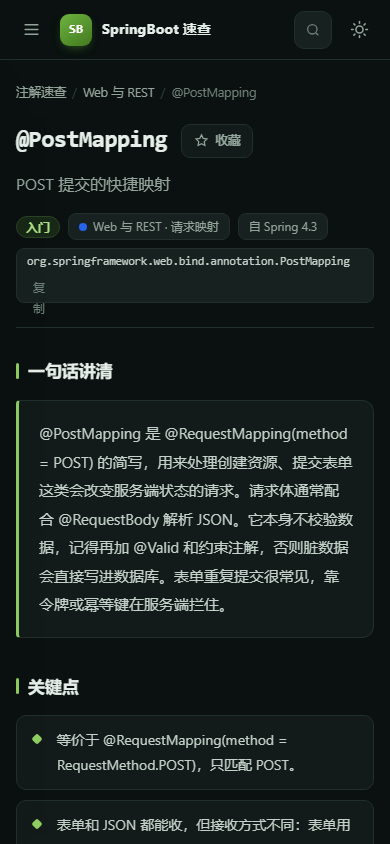 SB SpringBoot 速查
注解速查 / Web 与 REST / @PostMapping
@PostMapping 收藏
POST 提交的快捷映射
入门 Web 与 REST · 请求映射 自 Spring 4.3
org.springframework.web.bind.annotation.PostMapping
复
制
一句话讲清
@PostMapping 是 @RequestMapping(method
= POST) 的简写，用来处理创建资源、提交表单
这类会改变服务端状态的请求。请求体通常配
合 @RequestBody 解析 JSON。它本身不校验数
据，记得再加 @Valid 和约束注解，否则脏数据
会直接写进数据库。表单重复提交很常见，靠
令牌或幂等键在服务端拦住。
关键点
等价于 @RequestMapping(method =
RequestMethod.POST)，只匹配 POST。
表单和 JSON 都能收，但接收方式不同：表单用